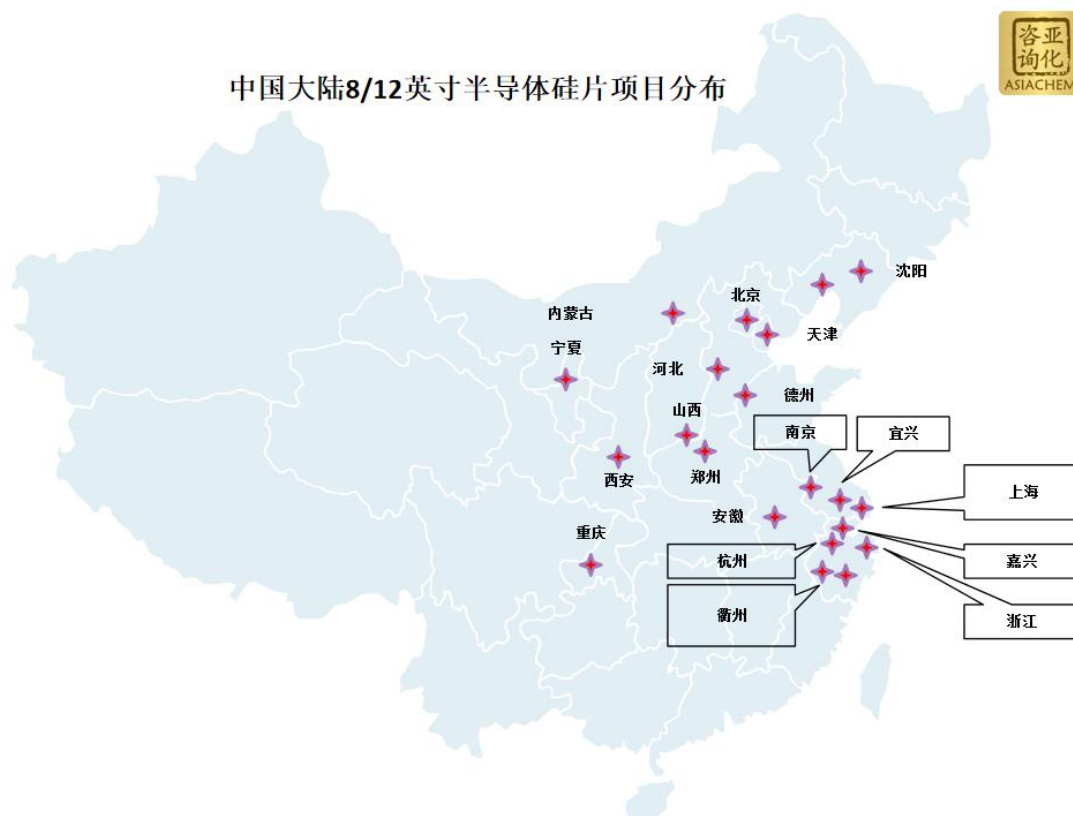 咨亚
询化
ASIACHEM
中国大陆8/12英寸半导体硅片项目分布
沈阳
北京
内蒙古
天津
宁夏
河北
德州
山西
南京
宜兴
西安
郑州
上海
安徽
重庆
杭州
嘉兴
衢州
浙江